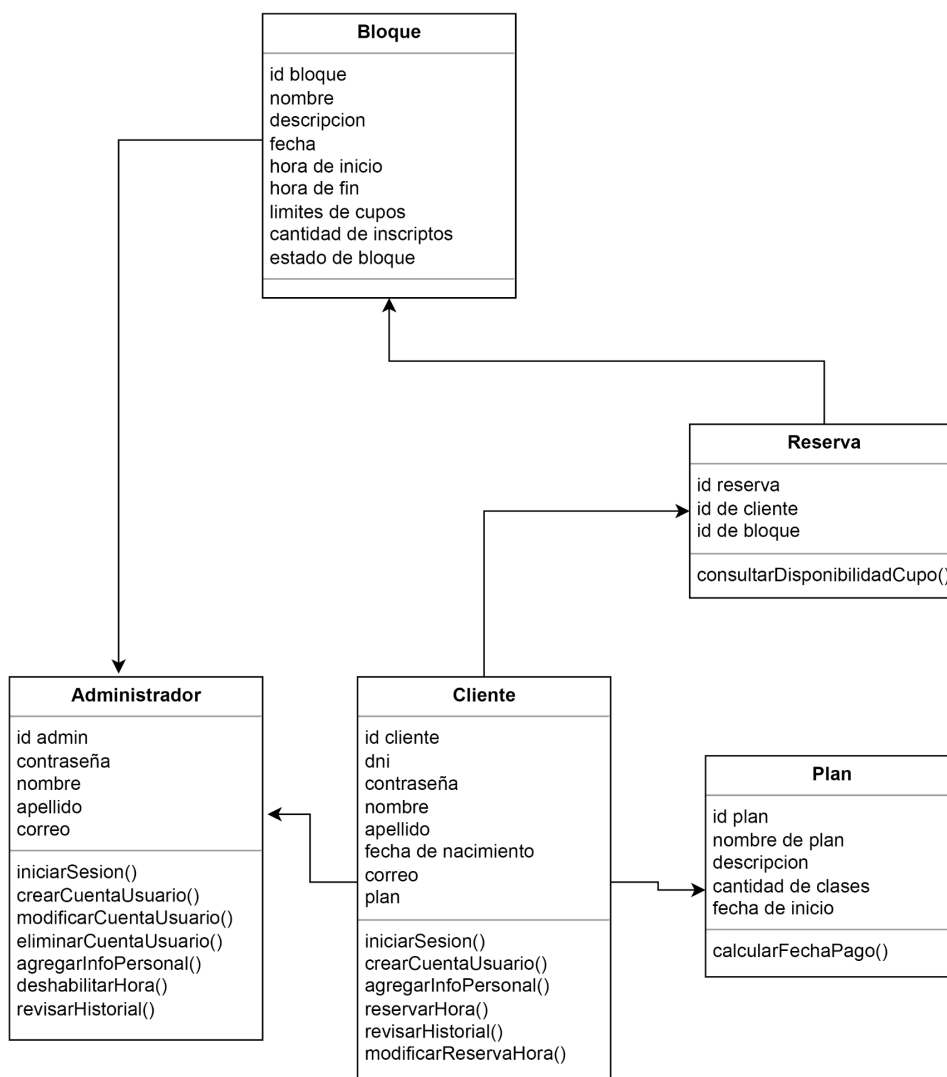 Bloque
id bloque
nombre
descripcion
fecha
hora de inicio
hora de fin
limites de cupos
cantidad de inscriptos
estado de bloque
Reserva
id reserva
id de cliente
id de bloque
consultarDisponibilidadCupo()
Administrador
id admin
contraseña
nombre
apellido
correo
iniciarSesion()
crearCuentaUsuario()
modificarCuentaUsuario()
eliminarCuentaUsuario()
agregarInfoPersonal()
deshabilitarHora()
revisarHistorial()
Cliente
id cliente
dni
contraseña
nombre
apellido
fecha de nacimiento
correo
plan
iniciarSesion()
crearCuentaUsuario()
agregarInfoPersonal()
reservarHora()
revisarHistorial()
modificarReservaHora()
Plan
id plan
nombre de plan
descripcion
cantidad de clases
fecha de inicio
calcularFechaPago()